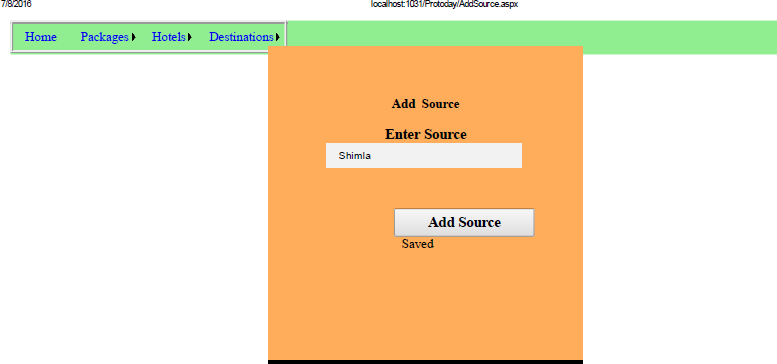 7/8/2016 localhost:1031/Protoday/AddSource.aspx
Home Packages Hotels Destinations
Add Source
Enter Source
Shimla
Add Source
Saved